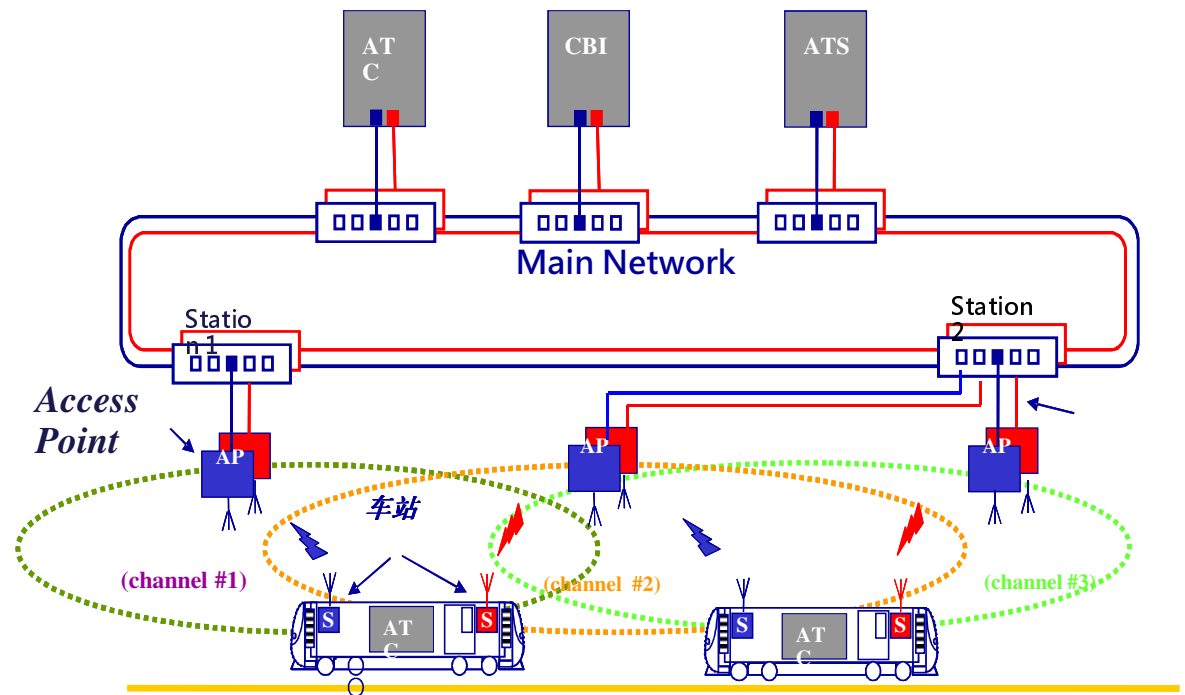 AT
C
CBI
ATS
Main Network
Statio
n 1
Station
2
Access
Point
AP
AP
AP
车站
(channel #1)
(channel #2)
(channel #3)
S
AT
C
S
S
AT
C
S